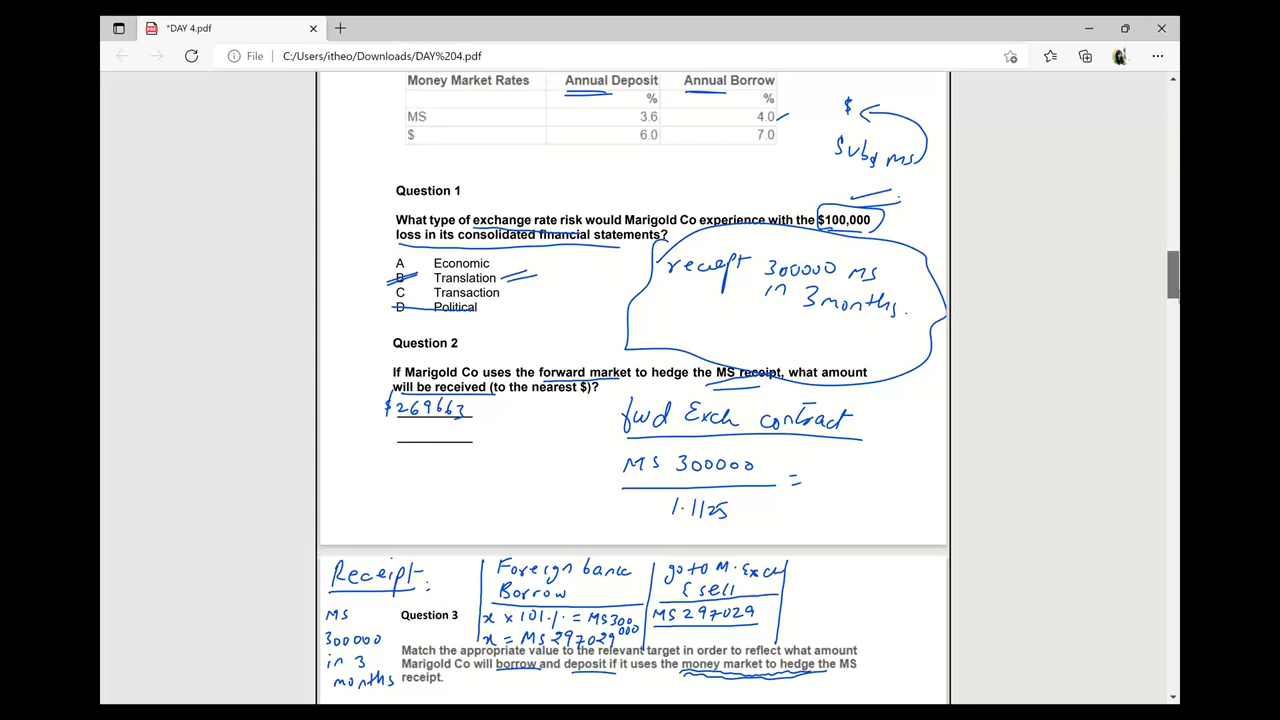 *DAY 4.pdf
File C:/Users/itheo/Downloads/DAY%204.pdf
Money Market Rates Annual Deposit Annual Borrow
% %
MS 3.6 4.0
$ 6.0 7.0
$
Subs MS
Question 1
What type of exchange rate risk would Marigold Co experience with the $100,000
loss in its consolidated financial statements?
A Economic
B Translation
C Transaction
D Political
receipt 300000 MS
in 3 months.
Question 2
If Marigold Co uses the forward market to hedge the MS receipt, what amount
will be received (to the nearest $)?
$269663
fwd Exch contract
MS 300000
=
1.1125
Receipt:
MS
300000
in 3
months
Foreign bank
Borrow
x × 101% = MS300000
x = MS 297029
go to M. Exch
& sell
MS 297029
Question 3
Match the appropriate value to the relevant target in order to reflect what amount
Marigold Co will borrow and deposit if it uses the money market to hedge the MS
receipt.